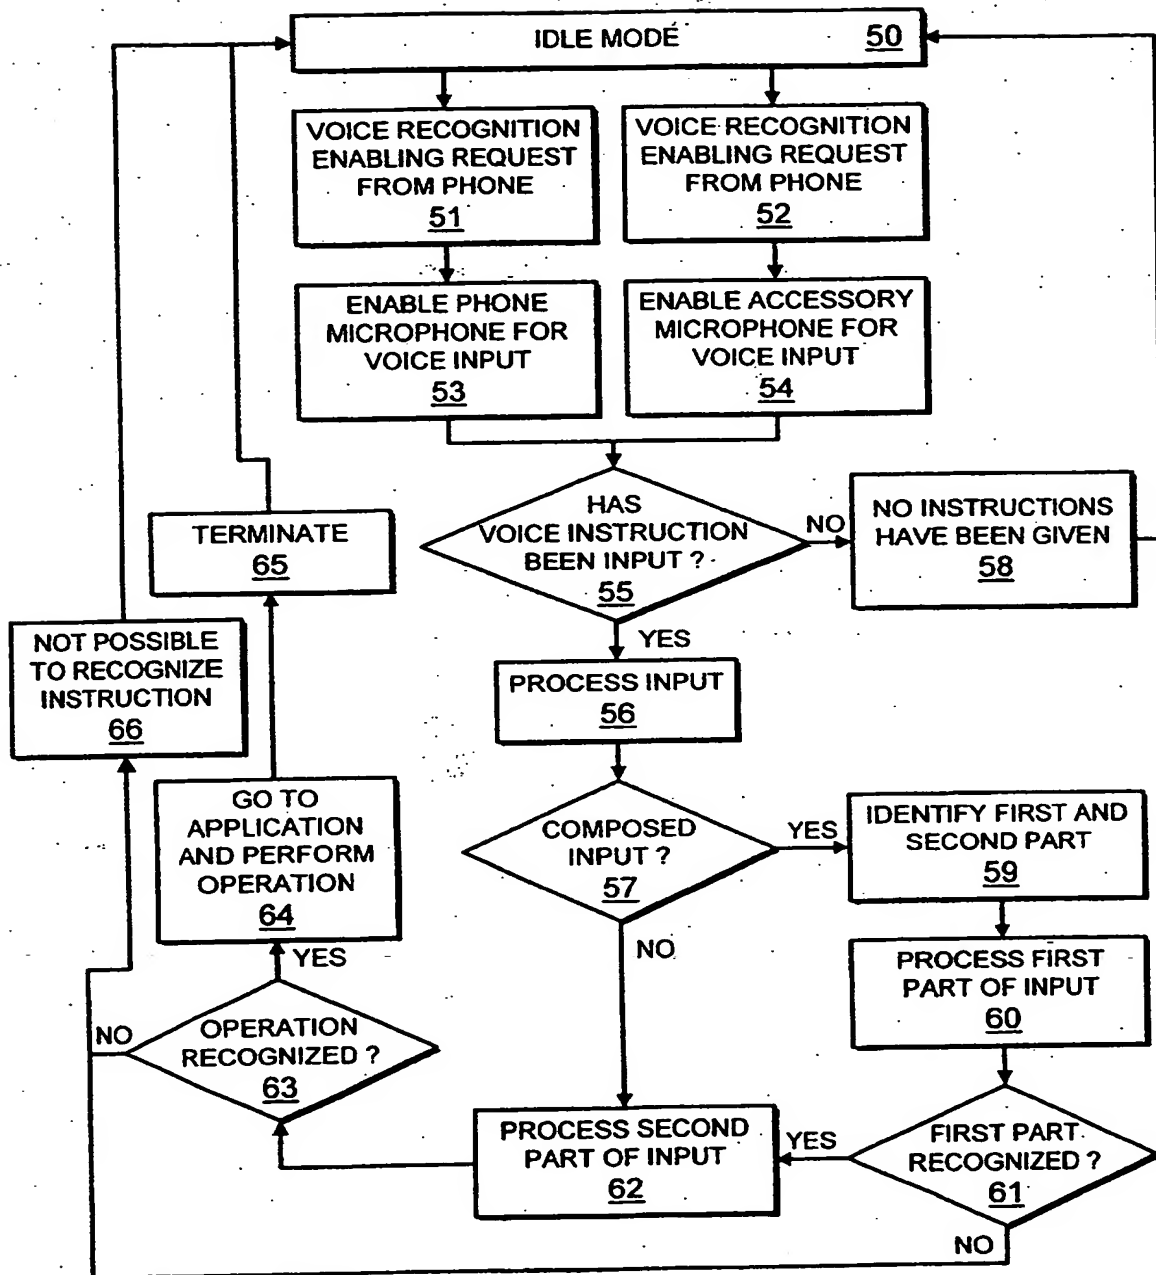 IDLE MODE 50
VOICE RECOGNITION
ENABLING REQUEST
FROM PHONE
51
VOICE RECOGNITION
ENABLING REQUEST
FROM PHONE
52
ENABLE PHONE
MICROPHONE FOR
VOICE INPUT
53
ENABLE ACCESSORY
MICROPHONE FOR
VOICE INPUT
54
HAS
VOICE INSTRUCTION
BEEN INPUT ?
55
NO
NO INSTRUCTIONS
HAVE BEEN GIVEN
58
TERMINATE
65
YES
NOT POSSIBLE
TO RECOGNIZE
INSTRUCTION
66
PROCESS INPUT
56
GO TO
APPLICATION
AND PERFORM
OPERATION
64
COMPOSED
INPUT ?
57
YES
IDENTIFY FIRST AND
SECOND PART
59
NO
YES
PROCESS FIRST
PART OF INPUT
60
NO
OPERATION
RECOGNIZED ?
63
PROCESS SECOND
PART OF INPUT
62
YES
FIRST PART
RECOGNIZED ?
61
NO